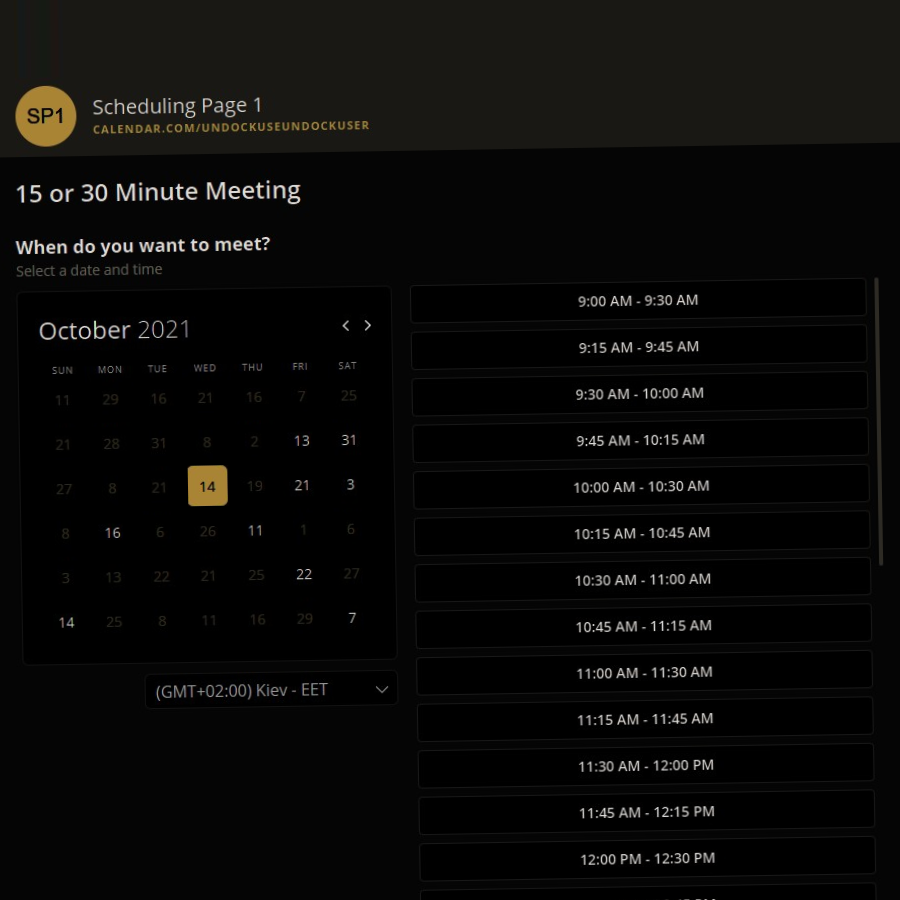 SP1
Scheduling Page 1
CALENDAR.COM/UNDOCKUSEUNDOCKUSER
15 or 30 Minute Meeting
When do you want to meet?
Select a date and time
October 2021
SUN MON TUE WED THU FRI SAT
11 29 16 21 16 7 25
21 28 31 8 2 13 31
27 8 21 14 19 21 3
8 16 6 26 11 1 6
3 13 22 21 25 22 27
14 25 8 11 16 29 7
(GMT+02:00) Kiev - EET
9:00 AM - 9:30 AM
9:15 AM - 9:45 AM
9:30 AM - 10:00 AM
9:45 AM - 10:15 AM
10:00 AM - 10:30 AM
10:15 AM - 10:45 AM
10:30 AM - 11:00 AM
10:45 AM - 11:15 AM
11:00 AM - 11:30 AM
11:15 AM - 11:45 AM
11:30 AM - 12:00 PM
11:45 AM - 12:15 PM
12:00 PM - 12:30 PM